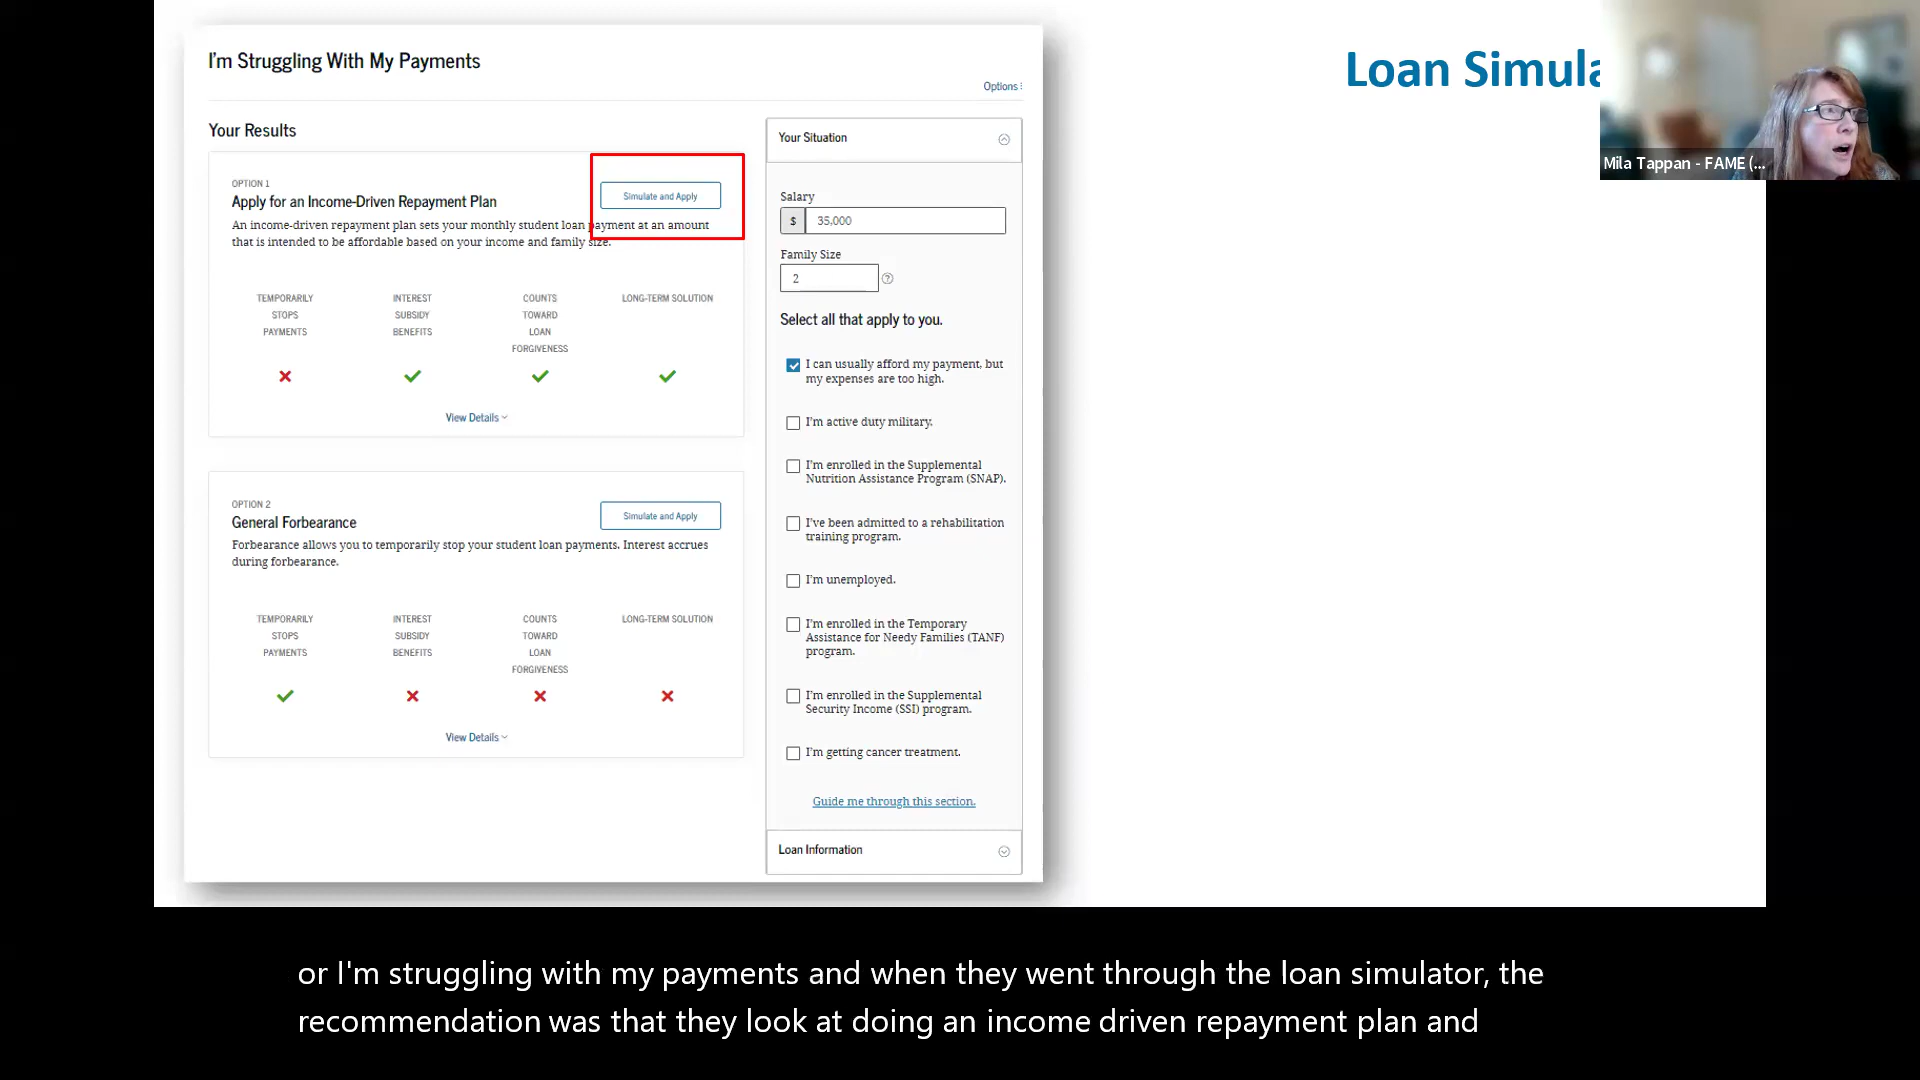 I'm Struggling With My Payments
Loan Simula
Mila Tappan - FAME (...
Options
Your Results
OPTION 1
Apply for an Income-Driven Repayment Plan
Simulate and Apply
An income-driven repayment plan sets your monthly student loan payment at an amount
that is intended to be affordable based on your income and family size.
TEMPORARILY
STOPS
PAYMENTS
INTEREST
SUBSIDY
BENEFITS
COUNTS
TOWARD
LOAN
FORGIVENESS
LONG-TERM SOLUTION
View Details
OPTION 2
General Forbearance
Simulate and Apply
Forbearance allows you to temporarily stop your student loan payments. Interest accrues
during forbearance.
TEMPORARILY
STOPS
PAYMENTS
INTEREST
SUBSIDY
BENEFITS
COUNTS
TOWARD
LOAN
FORGIVENESS
LONG-TERM SOLUTION
View Details
Your Situation
Salary
$ 35,000
Family Size
2
Select all that apply to you.
I can usually afford my payment, but
my expenses are too high.
I'm active duty military.
I'm enrolled in the Supplemental
Nutrition Assistance Program (SNAP).
I've been admitted to a rehabilitation
training program.
I'm unemployed.
I'm enrolled in the Temporary
Assistance for Needy Families (TANF)
program.
I'm enrolled in the Supplemental
Security Income (SSI) program.
I'm getting cancer treatment.
Guide me through this section.
Loan Information
or I'm struggling with my payments and when they went through the loan simulator, the
recommendation was that they look at doing an income driven repayment plan and